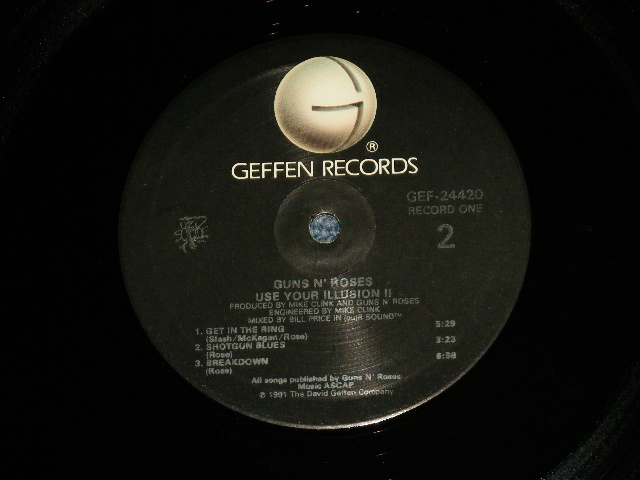 ®
GEFFEN RECORDS
GEF-24420
RECORD ONE
2
GUNS N' ROSES
USE YOUR ILLUSION II
PRODUCED BY MIKE CLINK AND GUNS N' ROSES
ENGINEERED BY MIKE CLINK
MIXED BY BILL PRICE IN SOUND™
1. GET IN THE RING 5:29
(Slash/McKagan/Rose)
2. SHOTGUN BLUES 3:23
(Rose)
3. BREAKDOWN 6:58
(Rose)
All songs published by Guns N' Roses
Music ASCAP
℗ 1991 The David Geffen Company